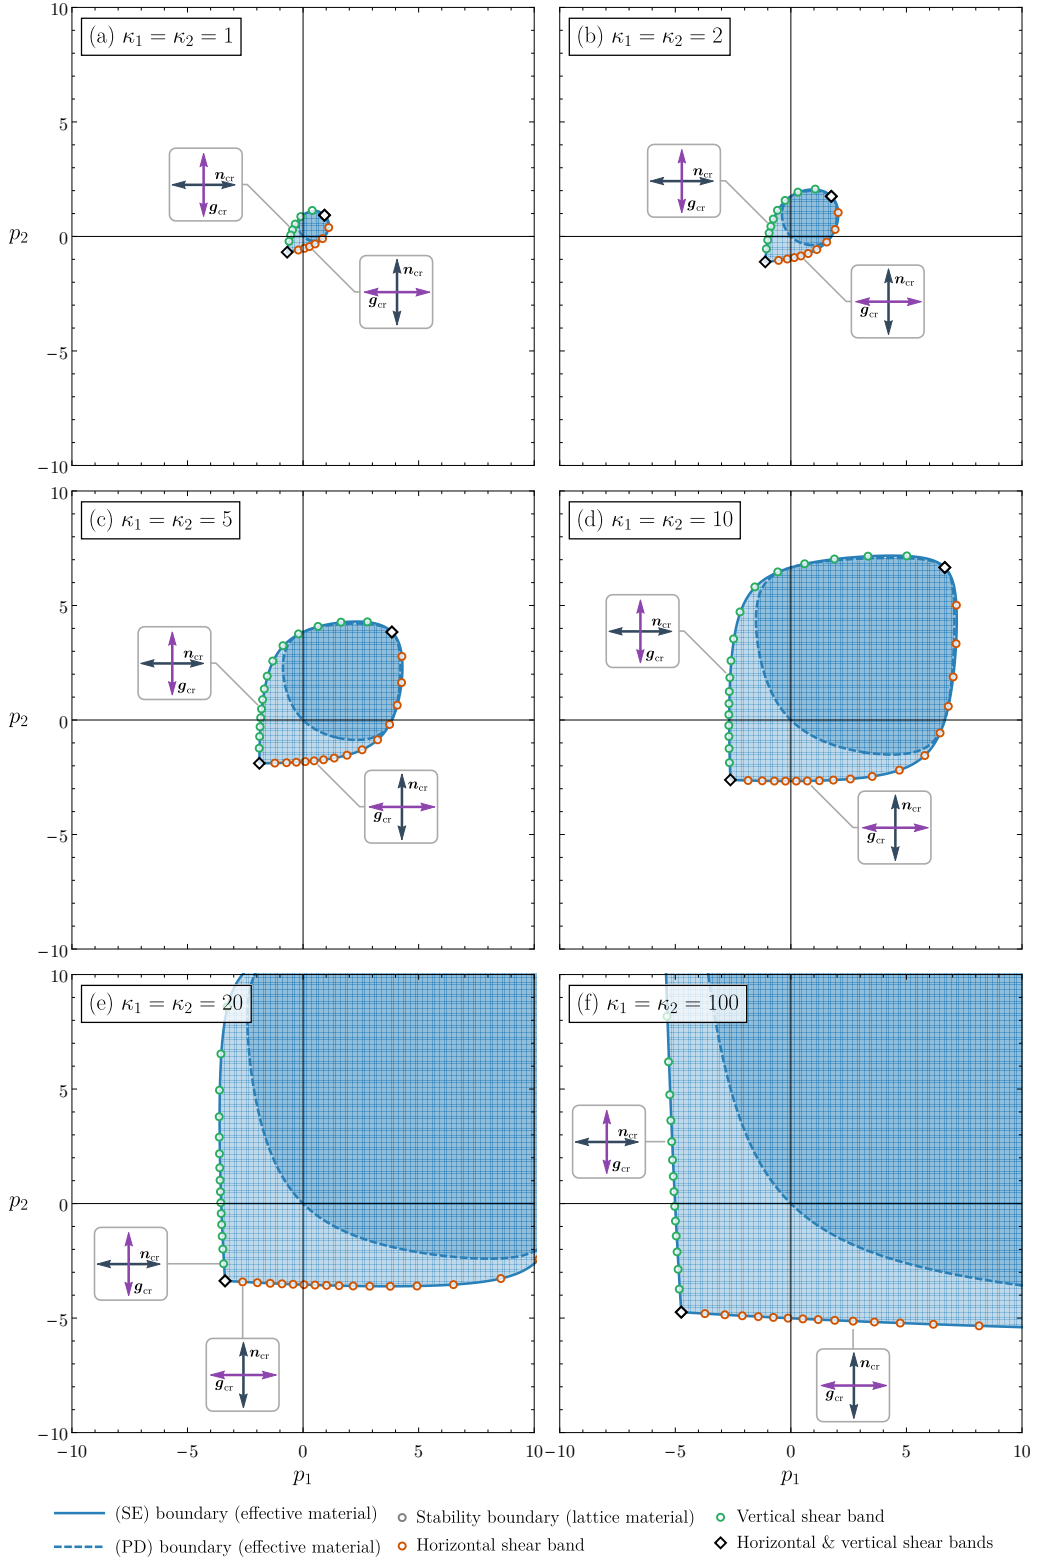 (a) κ₁ = κ₂ = 1
(b) κ₁ = κ₂ = 2
5
0
−5
−10
p₂
n_cr
g_cr
n_cr
g_cr
n_cr
g_cr
n_cr
g_cr
(c) κ₁ = κ₂ = 5
(d) κ₁ = κ₂ = 10
10
5
0
−5
−10
p₂
n_cr
g_cr
n_cr
g_cr
n_cr
g_cr
n_cr
g_cr
(e) κ₁ = κ₂ = 20
(f) κ₁ = κ₂ = 100
10
5
0
−5
−10
p₂
n_cr
g_cr
n_cr
g_cr
n_cr
g_cr
n_cr
g_cr
−10 −5 0 5 10
−10 −5 0 5 10
p₁
p₁
10
(SE) boundary (effective material)
(PD) boundary (effective material)
Stability boundary (lattice material)
Horizontal shear band
Vertical shear band
Horizontal & vertical shear bands